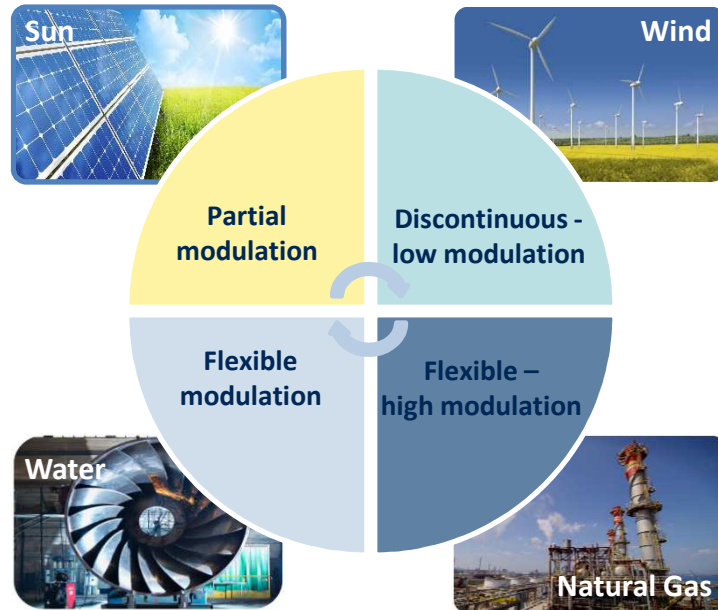 Sun
Wind
Partial
modulation
Discontinuous -
low modulation
Flexible
modulation
Flexible –
high modulation
Water
Natural Gas